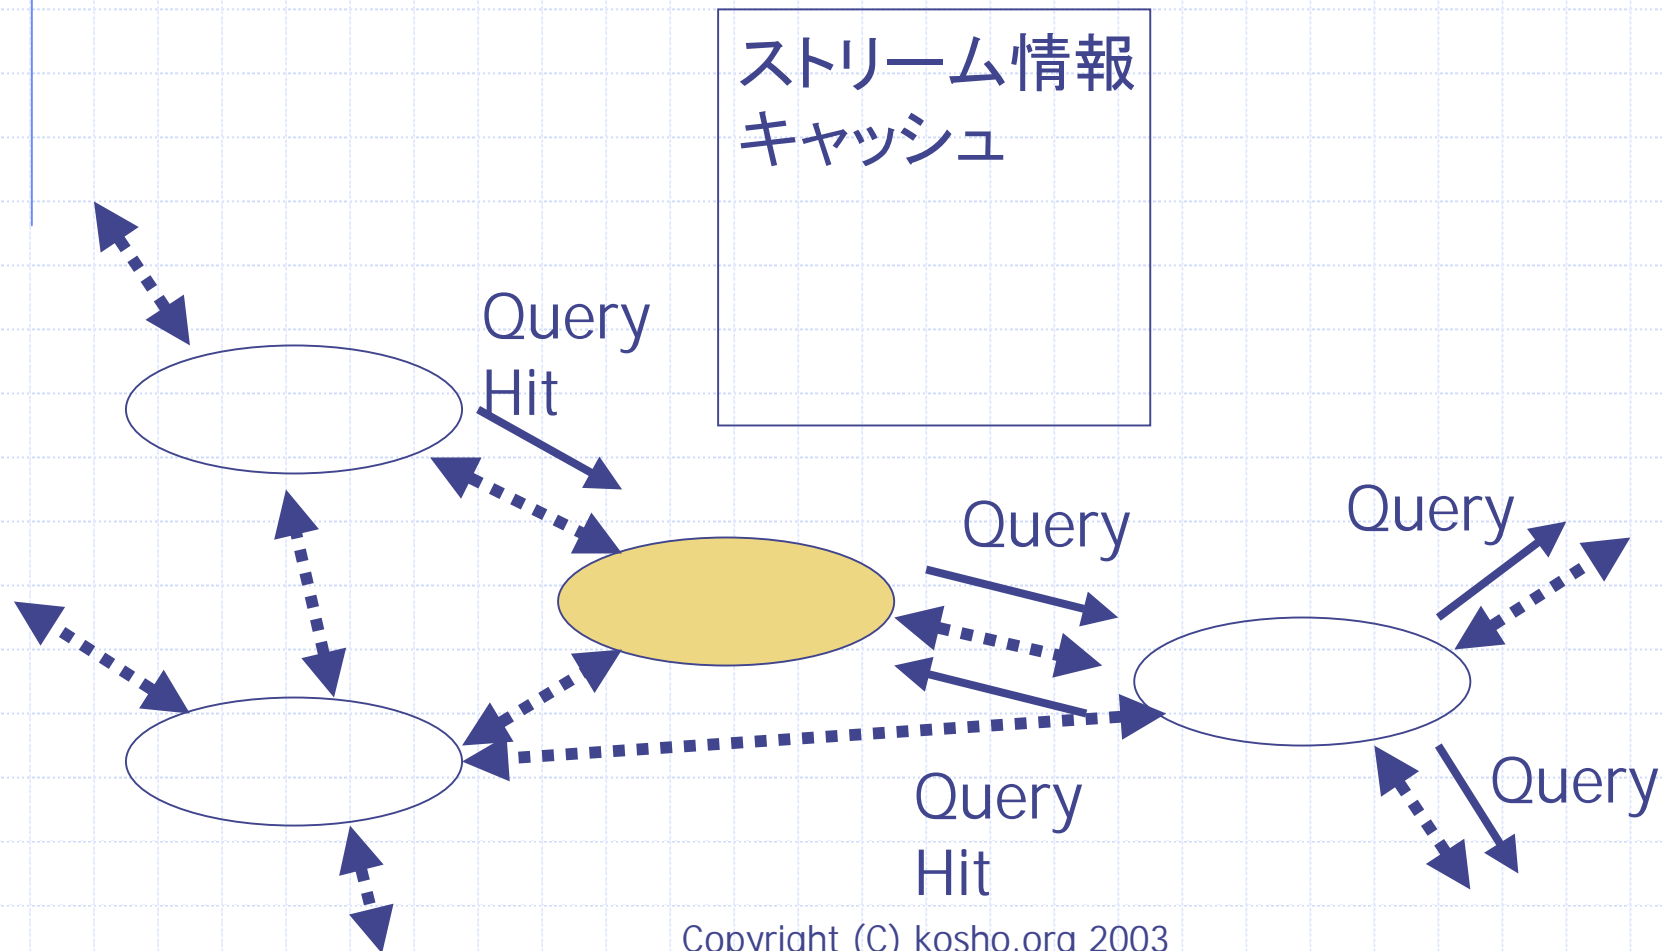 ストリーム情報
キャッシュ
Query
Hit
Query
Query
Query
Hit
Query
Copyright (C) kosho.org 2003